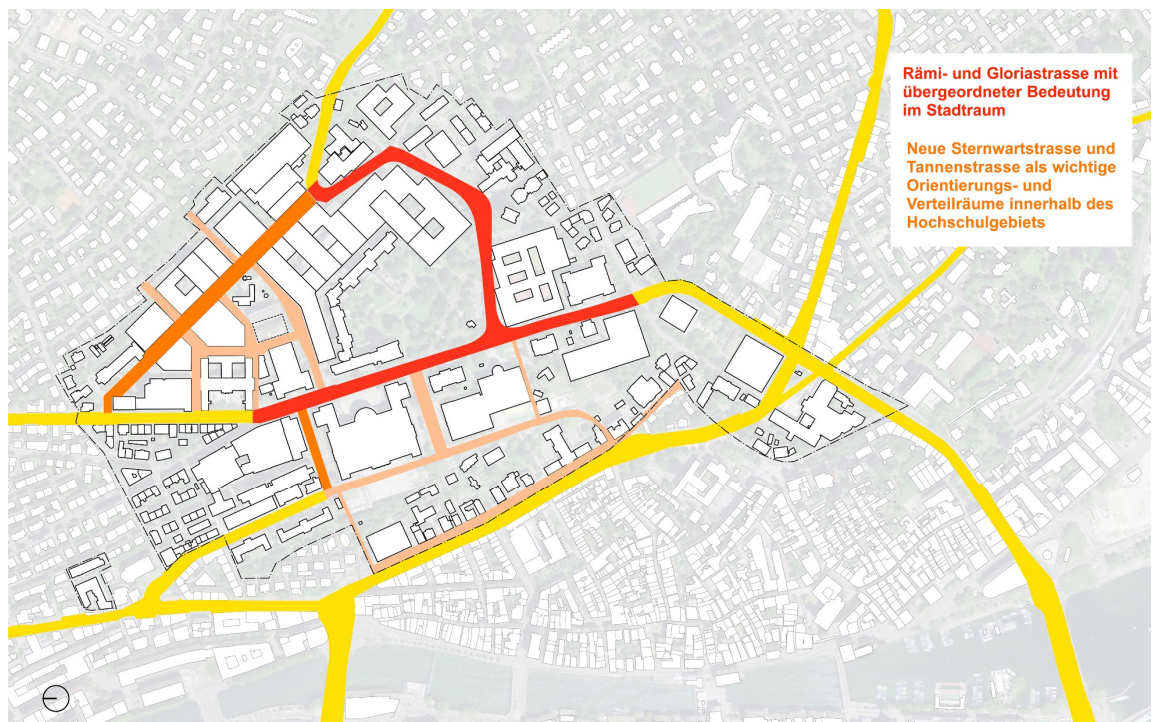 Rämi- und Gloriastrasse mit
übergeordneter Bedeutung
im Stadtraum
Neue Sternwartstrasse und
Tannenstrasse als wichtige
Orientierungs- und
Verteilräume innerhalb des
Hochschulgebiets